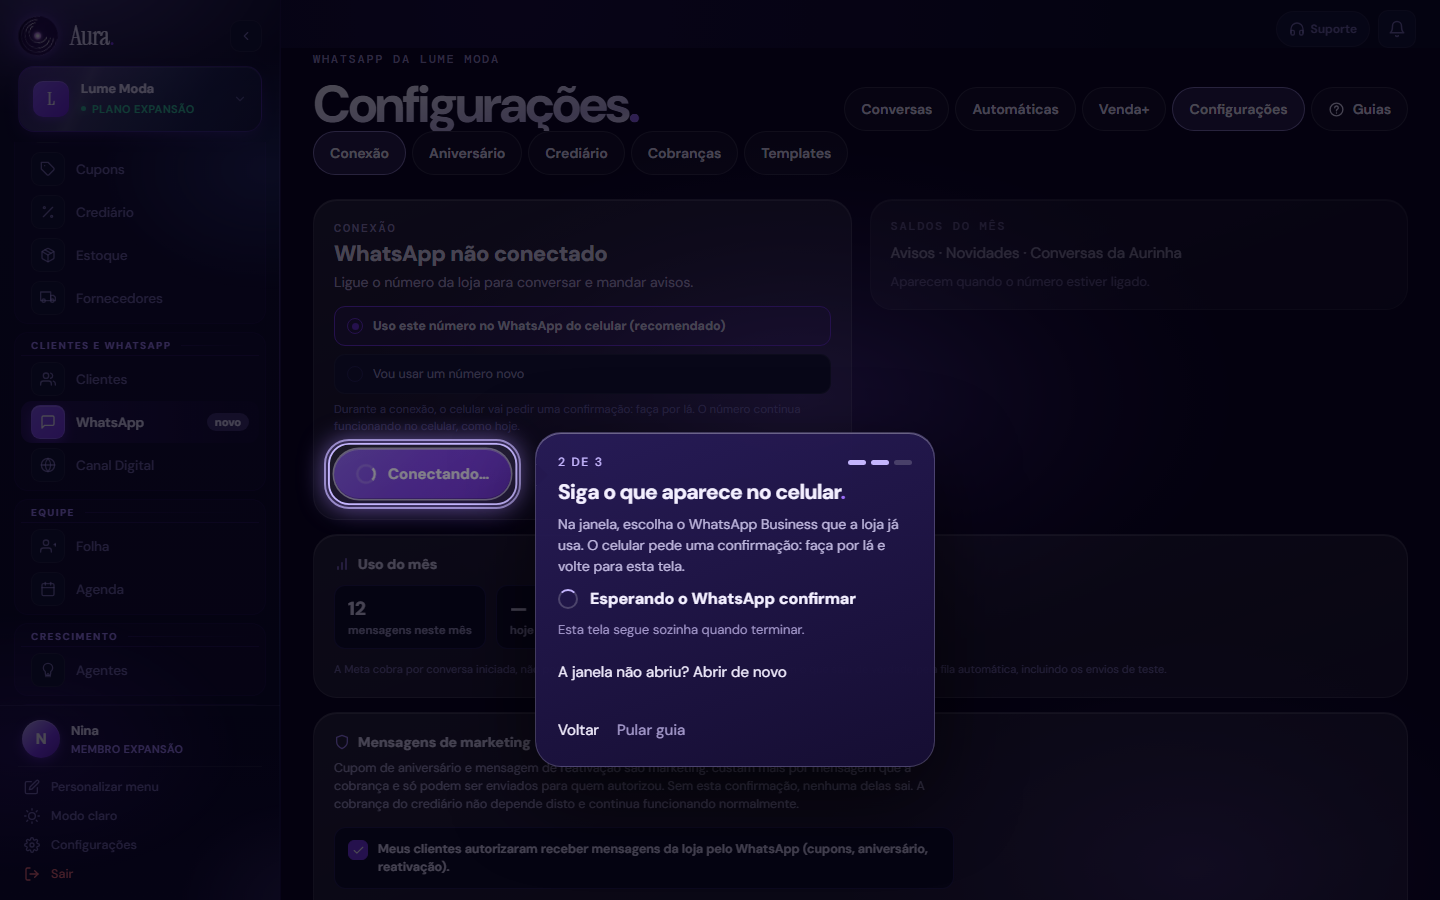 Aura.
Suporte
Lume Moda
PLANO EXPANSÃO
Cupons
Crediário
Estoque
Fornecedores
CLIENTES E WHATSAPP
Clientes
WhatsApp
novo
Canal Digital
EQUIPE
Folha
Agenda
CRESCIMENTO
Agentes
N
Nina
MEMBRO EXPANSÃO
Personalizar menu
Modo claro
Configurações
Sair
WHATSAPP DA LUME MODA
Configurações.
Conversas
Automáticas
Venda+
Configurações
Guias
Conexão
Aniversário
Crediário
Cobranças
Templates
CONEXÃO
WhatsApp não conectado
Ligue o número da loja para conversar e mandar avisos.
Uso este número no WhatsApp do celular (recomendado)
Vou usar um número novo
Durante a conexão, o celular vai pedir uma confirmação: faça por lá. O número continua
funcionando no celular, como hoje.
Conectando...
SALDOS DO MÊS
Avisos · Novidades · Conversas da Aurinha
Aparecem quando o número estiver ligado.
2 DE 3
Siga o que aparece no celular.
Na janela, escolha o WhatsApp Business que a loja já
usa. O celular pede uma confirmação: faça por lá e
volte para esta tela.
Esperando o WhatsApp confirmar
Esta tela segue sozinha quando terminar.
A janela não abriu? Abrir de novo
Voltar
Pular guia
Uso do mês
12
mensagens neste mês
—
hoje
A Meta cobra por conversa iniciada, fila automática, incluindo os envios de teste.
Mensagens de marketing
Cupom de aniversário e mensagem de reativação são marketing: custam mais por mensagem que a
cobrança e só podem ser enviados para quem autorizou. Sem esta confirmação, nenhuma delas sai. A
cobrança do crediário não depende disto e continua funcionando normalmente.
Meus clientes autorizaram receber mensagens da loja pelo WhatsApp (cupons, aniversário,
reativação).